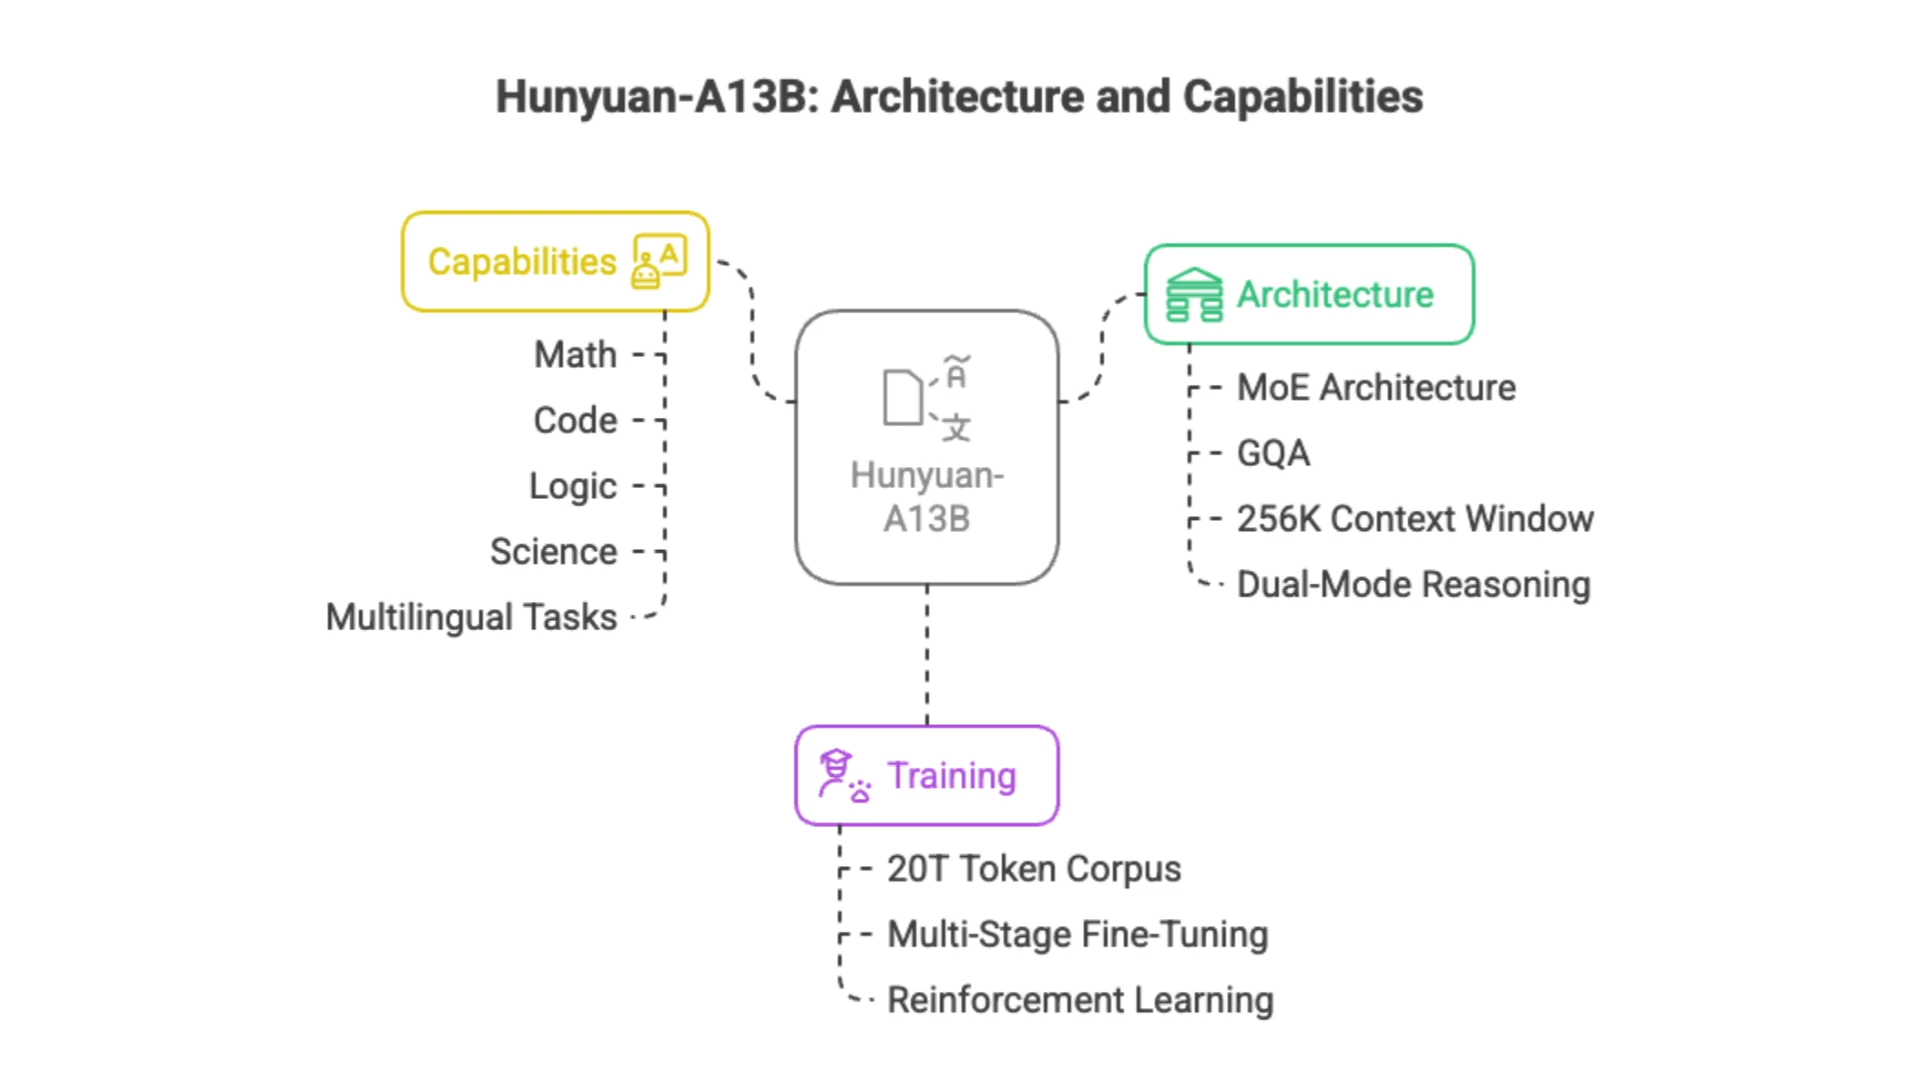 Hunyuan-A13B: Architecture and Capabilities
Capabilities
Math
Code
Logic
Science
Multilingual Tasks
A
文
Hunyuan-
A13B
Architecture
MoE Architecture
GQA
256K Context Window
Dual-Mode Reasoning
Training
20T Token Corpus
Multi-Stage Fine-Tuning
Reinforcement Learning